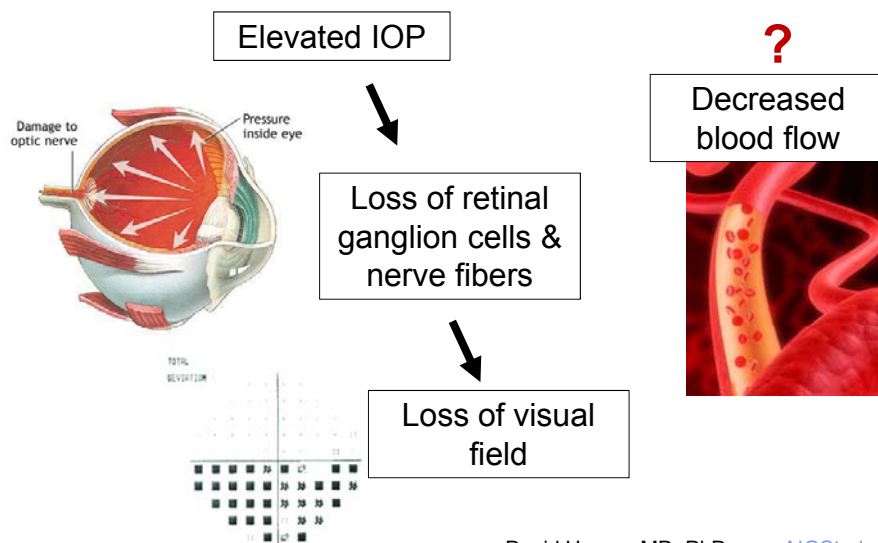 Elevated IOP
?
Decreased
blood flow
Damage to
optic nerve
Pressure
inside eye
Loss of retinal
ganglion cells &
nerve fibers
TOTAL
DEVIATION
Loss of visual
field